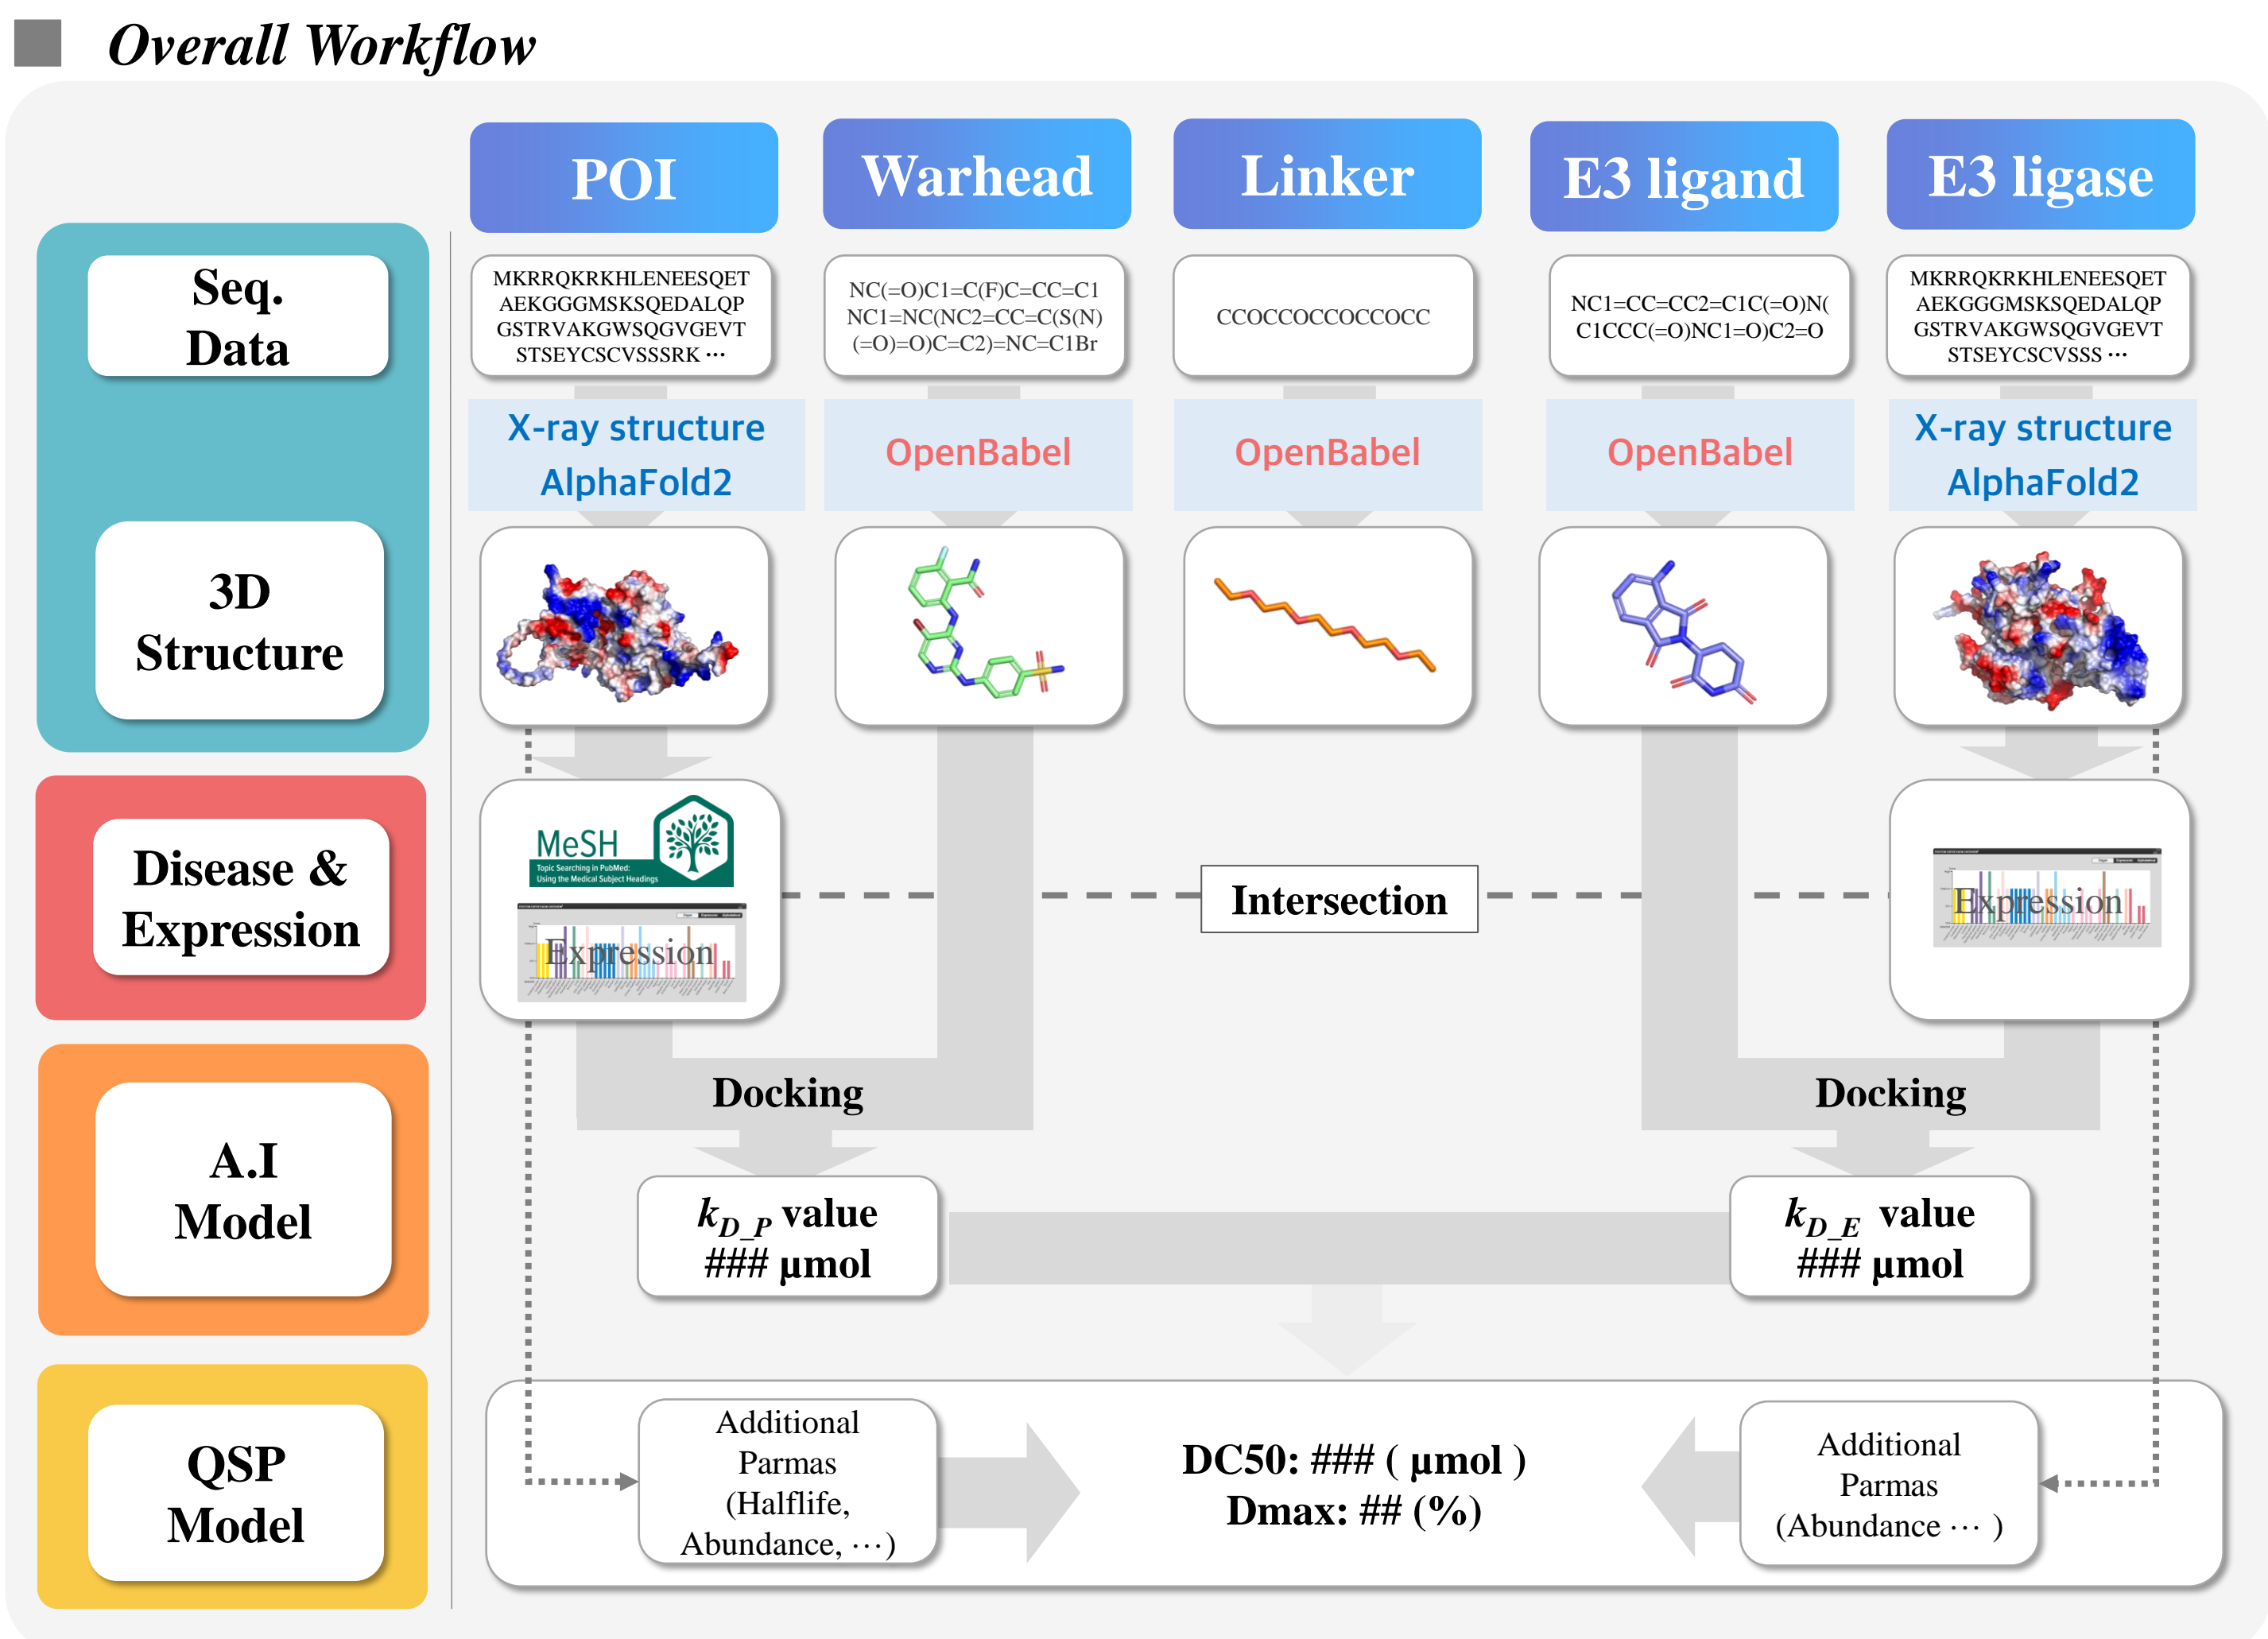 Overall Workflow
POI
Warhead
Linker
E3 ligand
E3 ligase
Seq.
Data
MKRRQKRKHLENEESQET
AEKGGGMSKSQEDALQP
GSTRVAKGWSQGVGEVT
STSEYCSCVSSSRK ···
NC(=O)C1=C(F)C=CC=C1
NC1=NC(NC2=CC=C(S(N)
(=O)=O)C=C2)=NC=C1Br
CCOCCOCCOCCOCC
NC1=CC=CC2=C1C(=O)N(
C1CCC(=O)NC1=O)C2=O
MKRRQKRKHLENEESQET
AEKGGGMSKSQEDALQP
GSTRVAKGWSQGVGEVT
STSEYCSCVSSS ···
X-ray structure
AlphaFold2
OpenBabel
OpenBabel
OpenBabel
X-ray structure
AlphaFold2
3D
Structure
Disease &
Expression
MeSH
Topic Searching in PubMed:
Using the Medical Subject Headings
Expression
Intersection
Expression
A.I
Model
Docking
Docking
kD_P value
### µmol
kD_E value
### µmol
QSP
Model
Additional
Parmas
(Halflife,
Abundance, ···)
DC50: ### ( µmol )
Dmax: ## (%)
Additional
Parmas
(Abundance ··· )